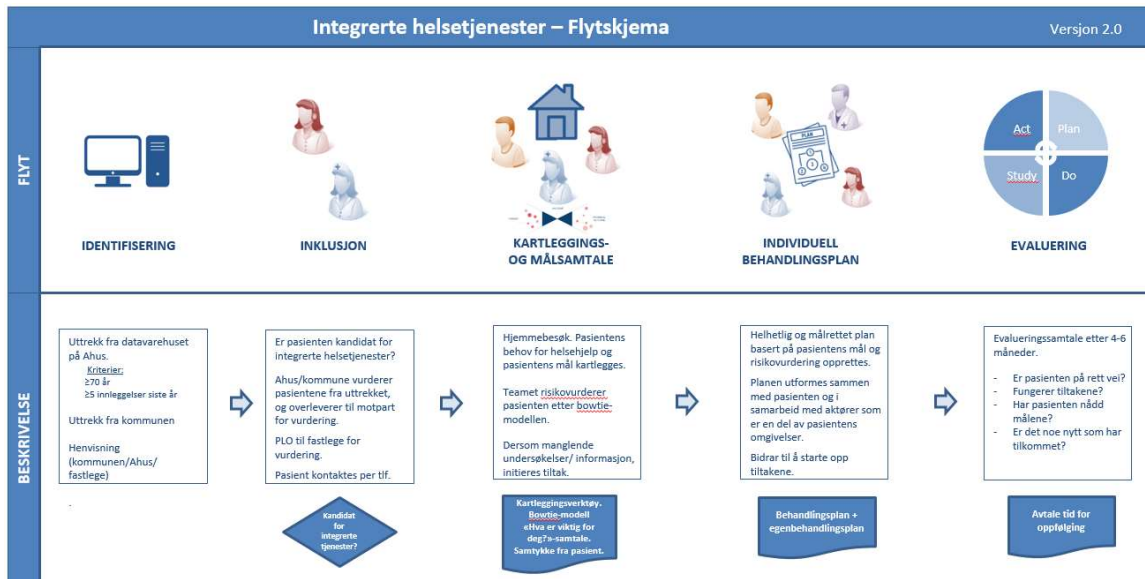 Integrerte helsetjenester – Flytskjema
Versjon 2.0
FLYT
IDENTIFISERING
INKLUSJON
KARTLEGGINGS-
OG MÅLSAMTALE
PLAN
INDIVIDUELL
BEHANDLINGSPLAN
Act
Plan
Study
Do
EVALUERING
BESKRIVELSE
Uttrekk fra datavarehuset
på Ahus.
Kriterier:
≥70 år
≥5 innleggelser siste år
Uttrekk fra kommunen
Henvisning
(kommunen/Ahus/
fastlege)
.
Er pasienten kandidat for
integrerte helsetjenester?
Ahus/kommune vurderer
pasientene fra uttrekket,
og overleverer til motpart
for vurdering.
PLO til fastlege for
vurdering.
Pasient kontaktes per tlf.
Kandidat
for
integrerte
tjenester?
Hjemmebesøk. Pasientens
behov for helsehjelp og
pasientens mål kartlegges.
Teamet risikovurderer
pasienten etter bowtie-
modellen.
Dersom manglende
undersøkelser/ informasjon,
initieres tiltak.
Kartleggingsverktøy.
Bowtie-modell
«Hva er viktig for
deg?»-samtale.
Samtykke fra pasient.
Helhetlig og målrettet plan
basert på pasientens mål og
risikovurdering opprettes.
Planen utformes sammen
med pasienten og i
samarbeid med aktører som
er en del av pasientens
omgivelser.
Bidrar til å starte opp
tiltakene.
Behandlingsplan +
egenbehandlingsplan
Evalueringssamtale etter 4-6
måneder.
- Er pasienten på rett vei?
- Fungerer tiltakene?
- Har pasienten nådd
målene?
- Er det noe nytt som har
tilkommet?
Avtale tid for
oppfølging